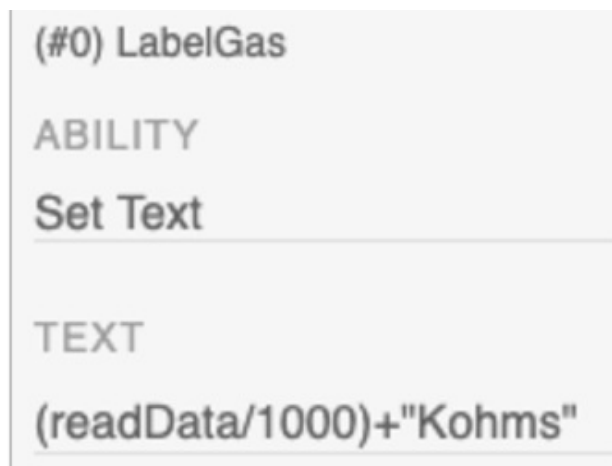 (#0) LabelGas
ABILITY
Set Text
TEXT
(readData/1000)+"Kohms"